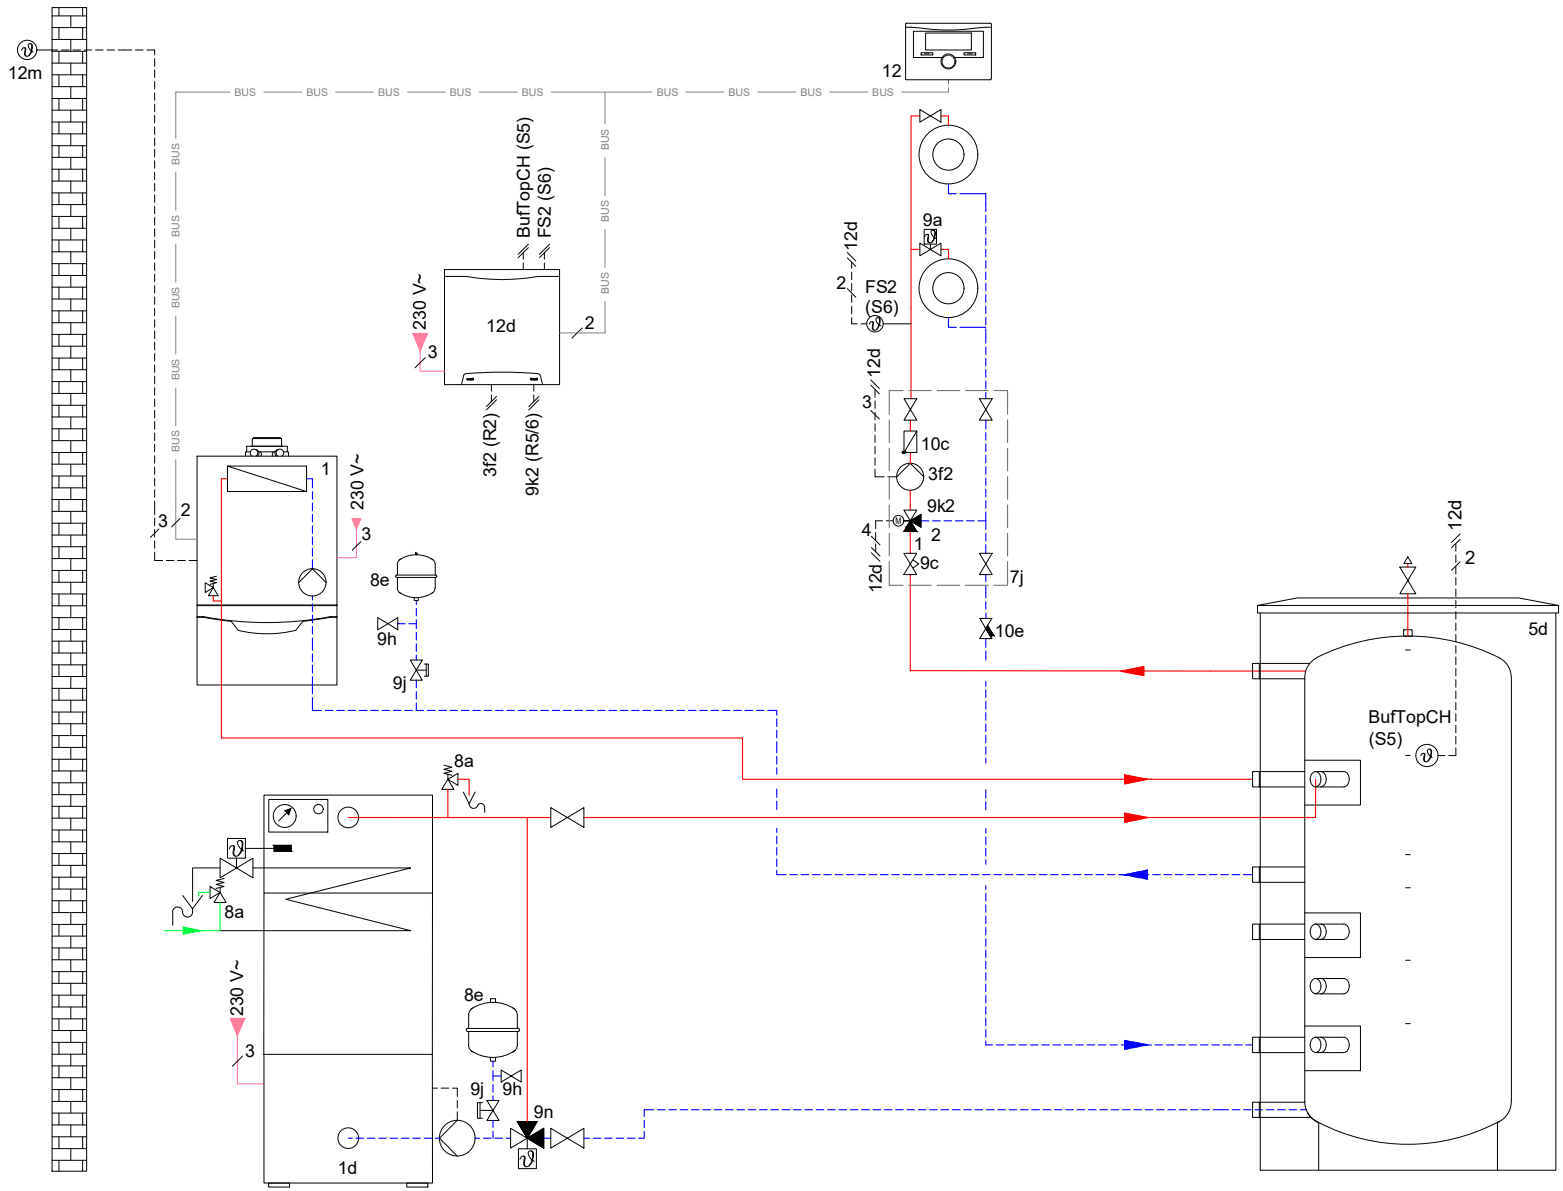 12m
12
BUS BUS BUS BUS BUS BUS BUS BUS BUS
BUS
BUS
BUS
BUS
BUS
BUS
BUS
BufTopCH (S5)
FS2 (S6)
230 V~
3
12d
2
3f2 (R2)
9k2 (R5/6)
9a
12d
2
FS2
(S6)
12d
3
10c
3f2
9k2
M
4
2
1
12d
9c
7j
10e
1
230 V~
3
3
2
8e
9h
9j
12d
2
5d
BufTopCH
(S5)
8a
8a
230 V~
3
8e
9j
9h
9n
1d